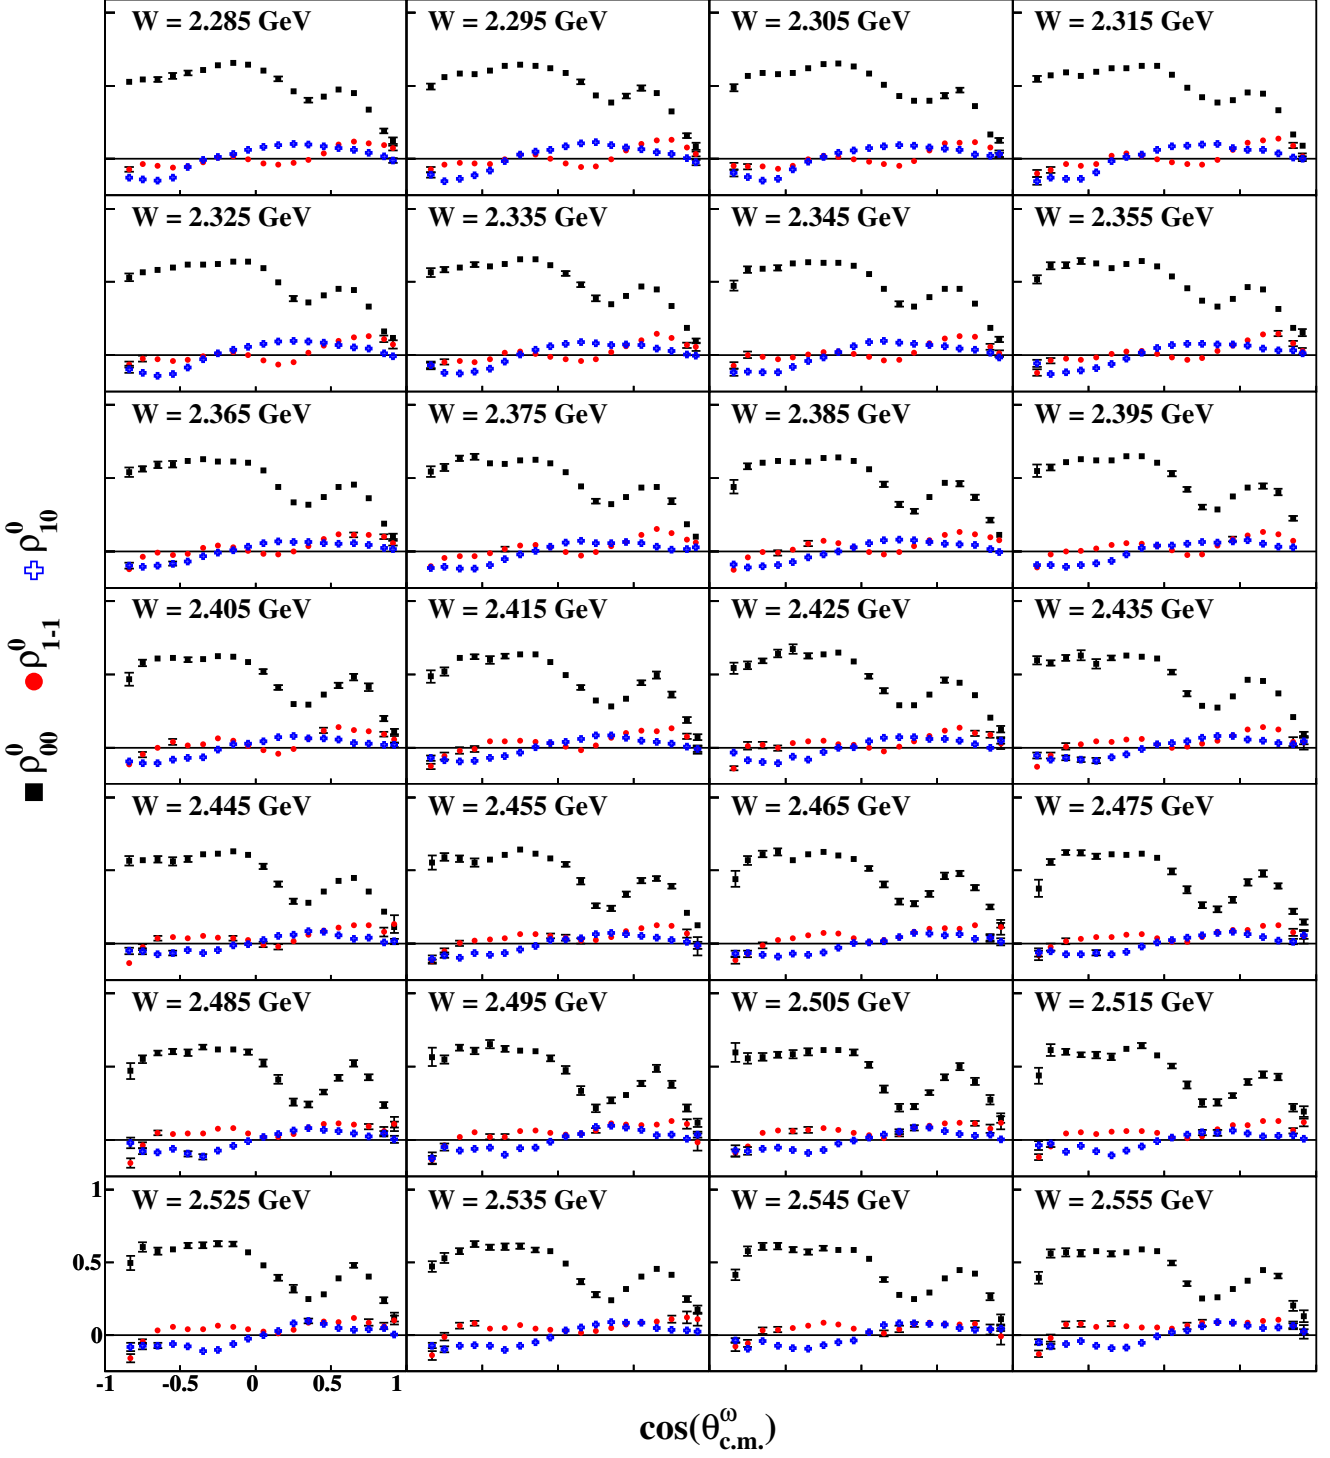 W = 2.285 GeV
W = 2.295 GeV
W = 2.305 GeV
W = 2.315 GeV
W = 2.325 GeV
W = 2.335 GeV
W = 2.345 GeV
W = 2.355 GeV
W = 2.365 GeV
W = 2.375 GeV
W = 2.385 GeV
W = 2.395 GeV
W = 2.405 GeV
W = 2.415 GeV
W = 2.425 GeV
W = 2.435 GeV
W = 2.445 GeV
W = 2.455 GeV
W = 2.465 GeV
W = 2.475 GeV
W = 2.485 GeV
W = 2.495 GeV
W = 2.505 GeV
W = 2.515 GeV
W = 2.525 GeV
W = 2.535 GeV
W = 2.545 GeV
W = 2.555 GeV
■ρ⁰₀₀ ●ρ⁰₁₋₁ ✚ρ⁰₁₀
1
0.5
0
-1 -0.5 0 0.5 1
cos(θ^ω_c.m.)